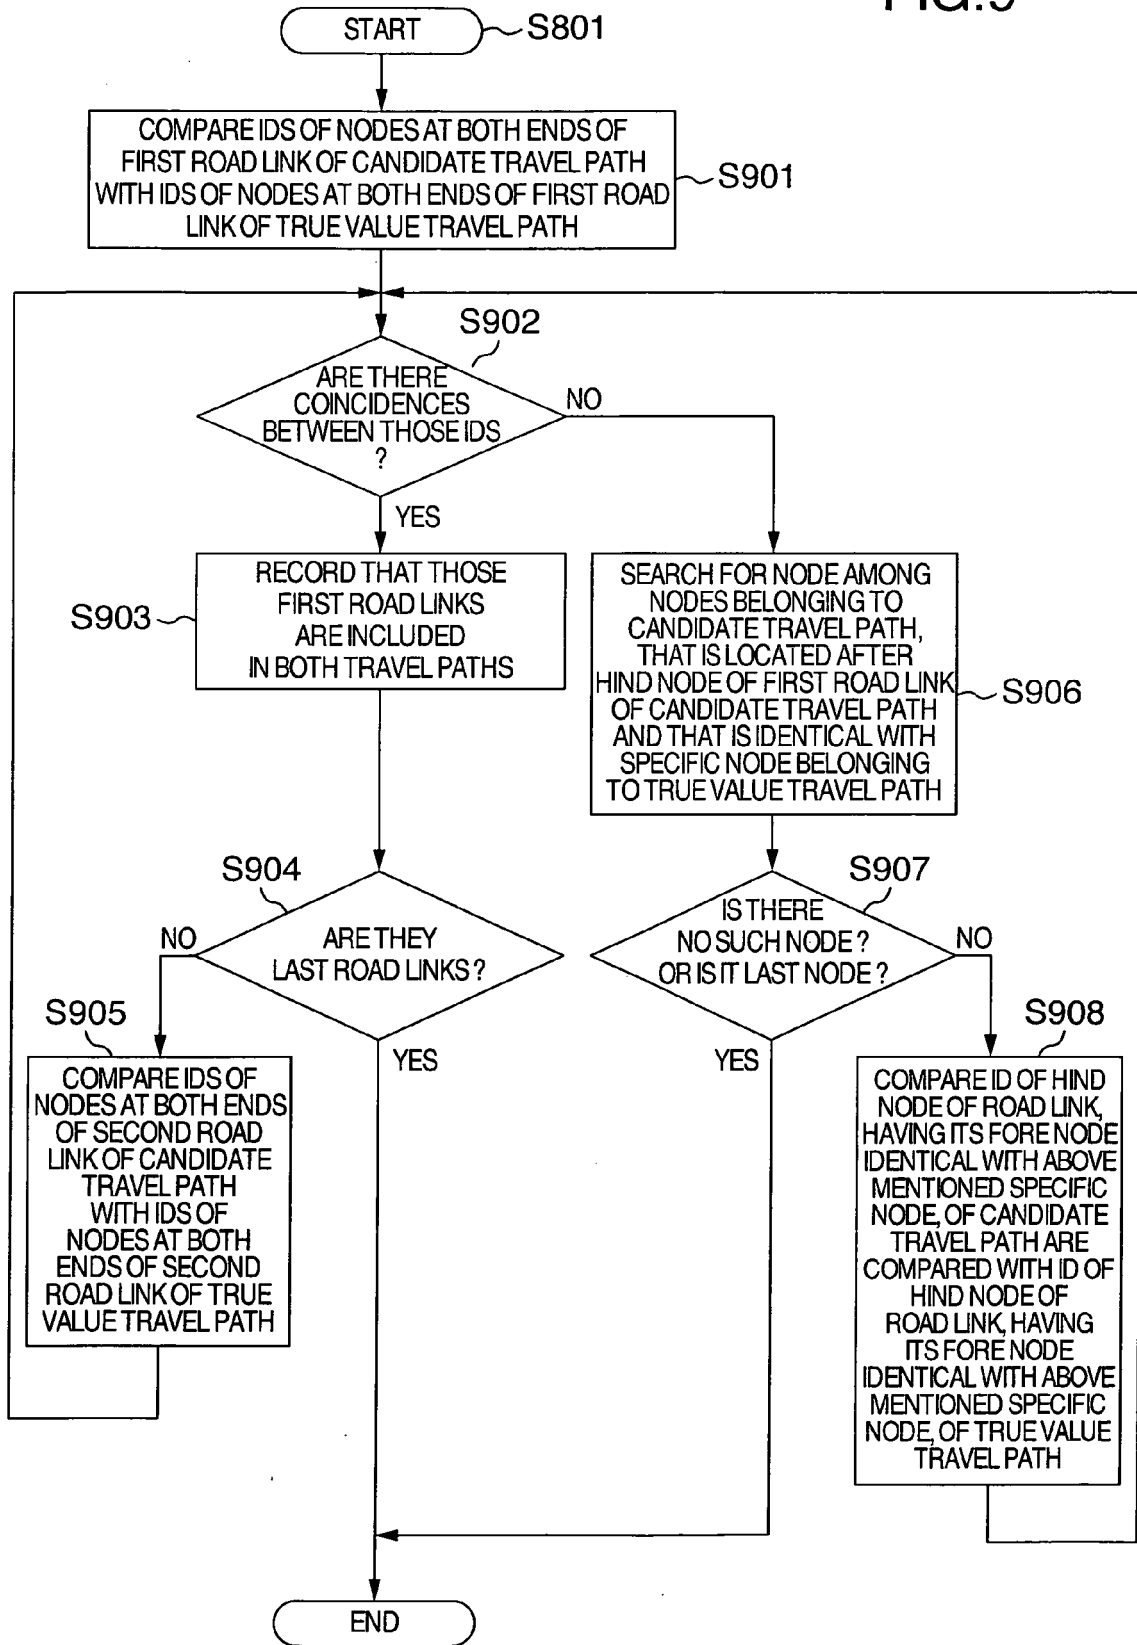 FIG.9
START
S801
COMPARE IDS OF NODES AT BOTH ENDS OF
FIRST ROAD LINK OF CANDIDATE TRAVEL PATH
WITH IDS OF NODES AT BOTH ENDS OF FIRST ROAD
LINK OF TRUE VALUE TRAVEL PATH
S901
S902
ARE THERE
COINCIDENCES
BETWEEN THOSE IDS
?
NO
YES
RECORD THAT THOSE
FIRST ROAD LINKS
ARE INCLUDED
IN BOTH TRAVEL PATHS
S903
SEARCH FOR NODE AMONG
NODES BELONGING TO
CANDIDATE TRAVEL PATH,
THAT IS LOCATED AFTER
HIND NODE OF FIRST ROAD LINK
OF CANDIDATE TRAVEL PATH
AND THAT IS IDENTICAL WITH
SPECIFIC NODE BELONGING
TO TRUE VALUE TRAVEL PATH
S906
S904
ARE THEY
LAST ROAD LINKS ?
NO
YES
S907
IS THERE
NO SUCH NODE ?
OR IS IT LAST NODE ?
NO
YES
S905
COMPARE IDS OF
NODES AT BOTH ENDS
OF SECOND ROAD
LINK OF CANDIDATE
TRAVEL PATH
WITH IDS OF
NODES AT BOTH
ENDS OF SECOND
ROAD LINK OF TRUE
VALUE TRAVEL PATH
S908
COMPARE ID OF HIND
NODE OF ROAD LINK,
HAVING ITS FORE NODE
IDENTICAL WITH ABOVE
MENTIONED SPECIFIC
NODE, OF CANDIDATE
TRAVEL PATH ARE
COMPARED WITH ID OF
HIND NODE OF
ROAD LINK, HAVING
ITS FORE NODE
IDENTICAL WITH ABOVE
MENTIONED SPECIFIC
NODE, OF TRUE VALUE
TRAVEL PATH
END